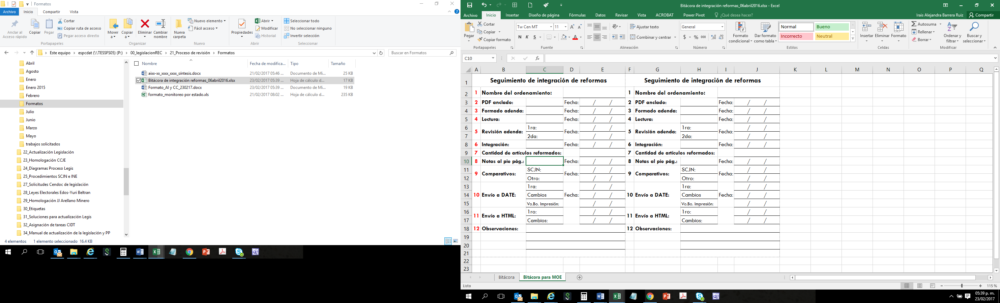 Formatos
Archivo Inicio Compartir Vista
Anclar al Acceso rápido
Copiar
Pegar
Cortar
Copiar ruta de acceso
Pegar acceso directo
Portapapeles
Mover a
Copiar a
Eliminar
Cambiar nombre
Organizar
Nueva carpeta
Nuevo elemento
Fácil acceso
Nuevo
Propiedades
Abrir
Modificar
Historial
Abrir
Seleccionar todo
No seleccionar ninguno
Invertir selección
Seleccionar
Este equipo > espcdat (\\TESSFS05) (P:) > 00_legislacionREC > 21_Proceso de revisión > Formatos
Buscar en Formatos
Abril
Agosto
Enero
Enero 2015
Febrero
Formatos
Julio
Junio
Marzo
Mayo
trabajos solicitados
22_Actualización Legislación
23_Homologación CCJE
24_Diagramas Proceso Legis
25_Procedimientos SCJN e INE
27_Solicitudes Cendoc de legislación
28_Leyes Electorales Edos-Yuri Beltran
29_Homologación JJ Arellano Minero
30_Etiquetas
31_Soluciones para actualización Legis
32_Asignación de tareas CIDT
34_Manual de actualización de la legislación y PP
Nombre Fecha de modifica... Tipo Tamaño
aixx-xx_xxxx_xxxx_síntesis.docx 21/02/2017 05:46 ... Documento de Mi... 25 KB
Bitácora de integración reformas_06abril2016.xlsx 23/02/2017 05:39 ... Hoja de cálculo d... 17 KB
Formato_AI y CC_230217.docx 23/02/2017 05:39 ... Documento de Mi... 19 KB
formato_monitoreo por estado.xls 21/02/2017 08:02 ... Hoja de cálculo d... 235 KB
4 elementos 1 elemento seleccionado 16.4 KB
Bitácora de integración reformas_06abril2016.xlsx - Excel
Archivo Inicio Insertar Diseño de página Fórmulas Datos Revisar Vista ACROBAT Power Pivot ¿Qué desea hacer? Irais Alejandra Barrera Ruiz Compartir
Pegar
Cortar
Copiar
Copiar formato
Portapapeles
Tw Cen MT 11
N K S
Fuente
Ajustar texto
Combinar y centrar
Alineación
General
$ % 000
Número
Formato condicional
Dar formato como tabla
Normal Bueno
Incorrecto Neutral
Estilos
Insertar Eliminar Formato
Celdas
Autosuma
Rellenar
Borrar
Ordenar y filtrar
Buscar y seleccionar
Modificar
C10 fx
A B C D E F G H I J K L M N O P Q
1 Seguimiento de integración de reformas Seguimiento de integración de reformas
2 1 Nombre del ordenamiento: 1 Nombre del ordenamiento:
3 2 PDF anclado: Fecha: / / 2 PDF anclado: Fecha: / /
4 3 Formado adenda: Fecha: / / 3 Formado adenda: Fecha: / /
5 4 Lectura: Fecha: / / 4 Lectura: Fecha: / /
6 1ra: / / 1ra: / /
5 Revisión adenda: Fecha: 5 Revisión adenda: Fecha:
7 2da: / / 2da: / /
8 6 Integración: Fecha: / / 6 Integración: Fecha: / /
9 7 Cantidad de artículos reformados: 7 Cantidad de artículos reformados:
10 8 Notas al pie pág.: Fecha: / / 8 Notas al pie pág.: Fecha: / /
11 SCJN: / / SCJN: / /
9 Comparativos: Fecha: 9 Comparativos: Fecha:
12 Otro: / / Otro: / /
13 1ra: / / 1ra: / /
14 10 Envío a DATE: Cambios Fecha: / / 10 Envío a DATE: Cambios Fecha: / /
15 Vo.Bo. Impresión: / / Vo.Bo. Impresión: / /
16 1ro: / / 1ro: / /
11 Envío a HTML: 11 Envío a HTML:
17 Cambios: / / Cambios: / /
18 12 Observaciones: 12 Observaciones:
19
20
21
22
23
Bitácora Bitácora para MOE
Listo 115 %
05:39 p. m.
23/02/2017